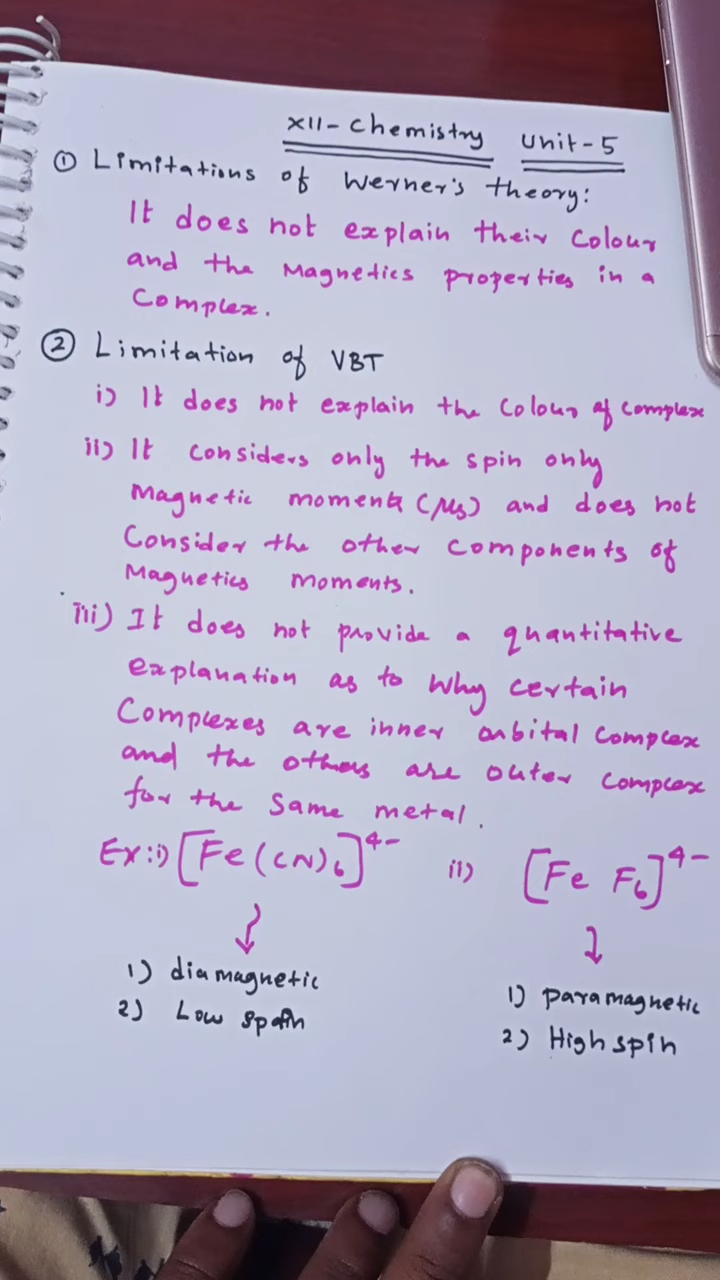 XII - Chemistry Unit - 5
① Limitations of Werner's theory:
It does not explain their Colour
and the Magnetics properties in a
Complex.
② Limitation of VBT
i) It does not explain the Colour of complex
ii) It considers only the spin only
Magnetic moments (μs) and does not
Consider the other components of
Magnetics moments.
iii) It does not provide a quantitative
explanation as to why certain
Complexes are inner orbital complex
and the others are outer complex
for the same metal.
Ex: i) [Fe(CN)6]4- ii) [Fe F6]4-
1) diamagnetic
2) Low spin
1) paramagnetic
2) High spin